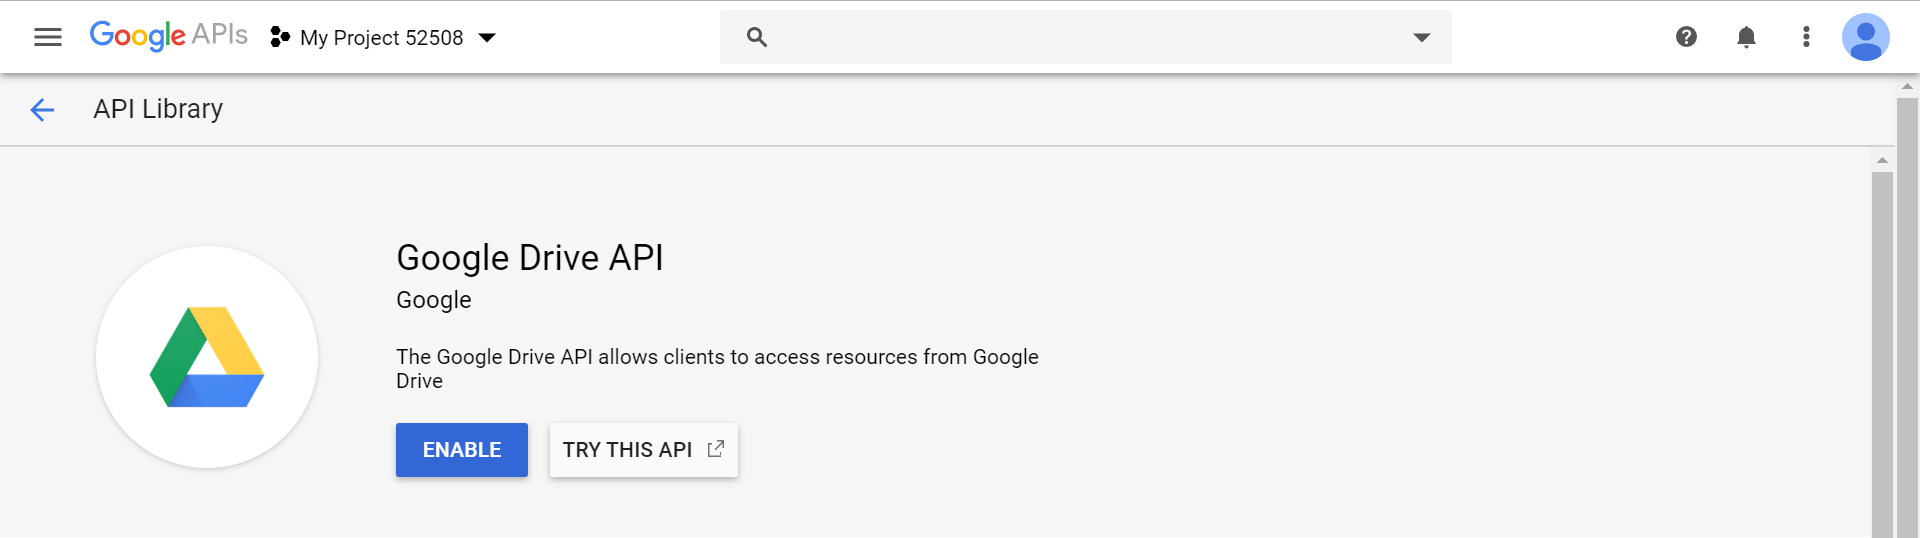 Google APIs My Project 52508
API Library
Google Drive API
Google
The Google Drive API allows clients to access resources from Google
Drive
ENABLE TRY THIS API